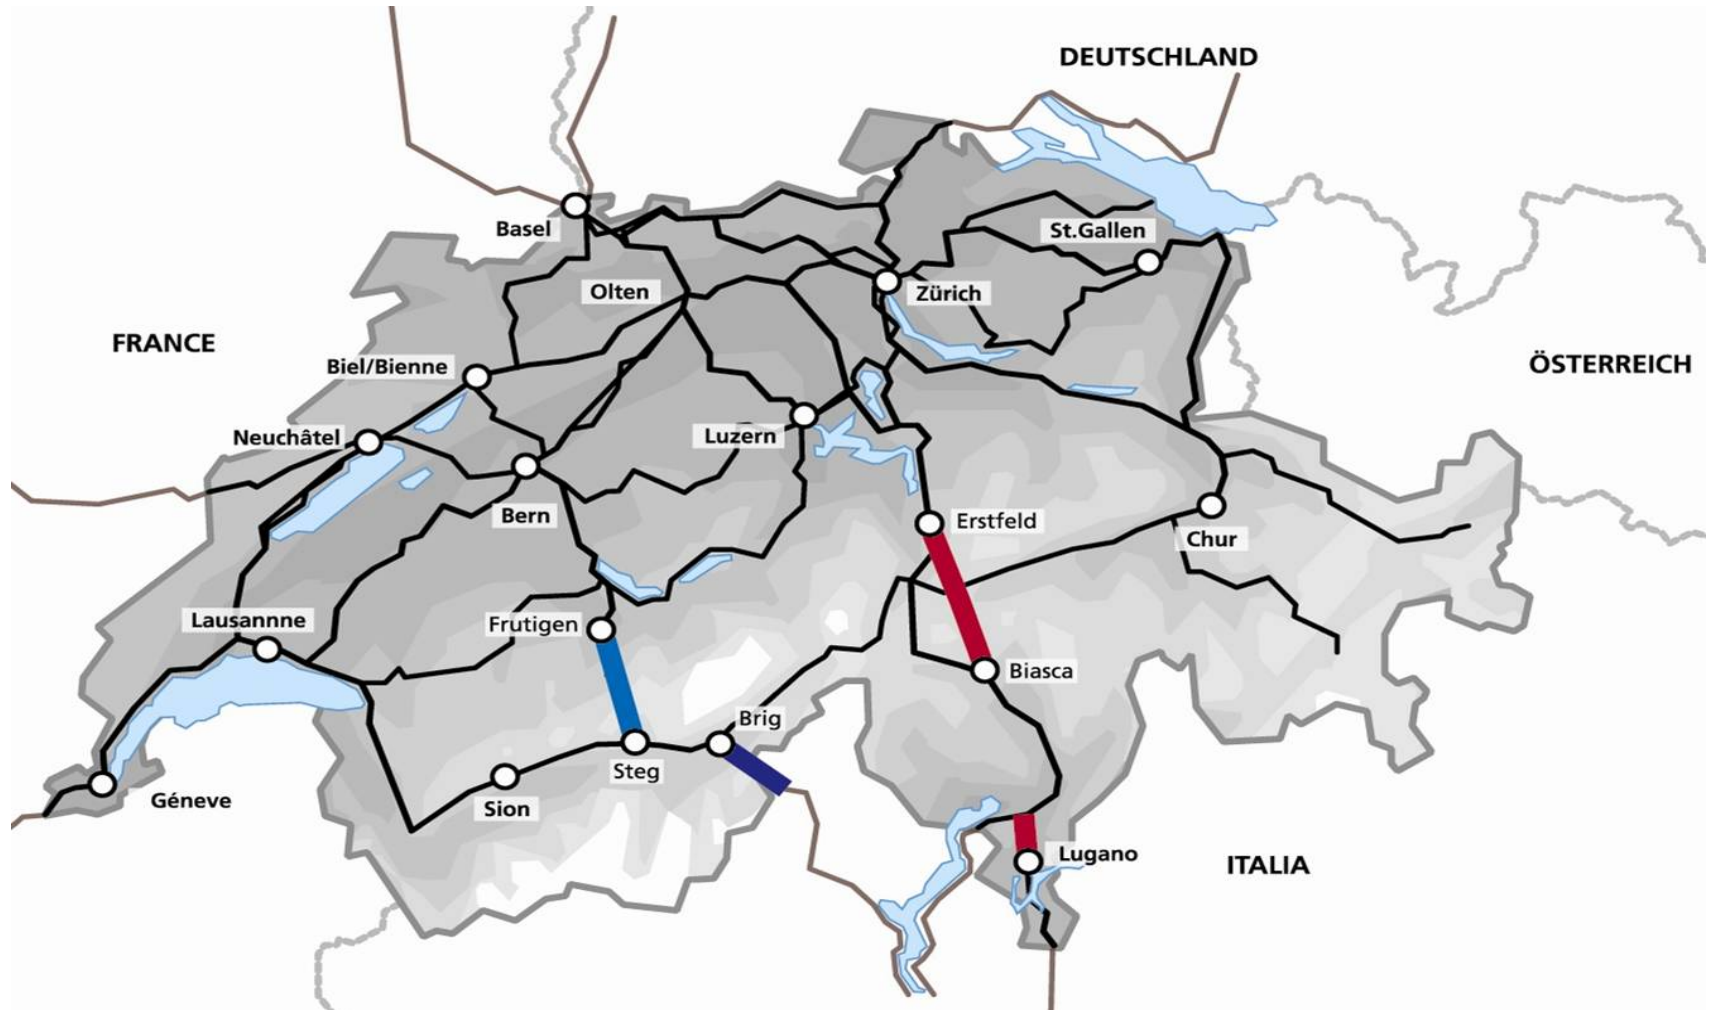 DEUTSCHLAND
Basel
St.Gallen
Olten
Zürich
FRANCE
Biel/Bienne
ÖSTERREICH
Neuchâtel
Luzern
Bern
Erstfeld
Chur
Lausannne
Frutigen
Biasca
Brig
Steg
Géneve
Sion
Lugano
ITALIA